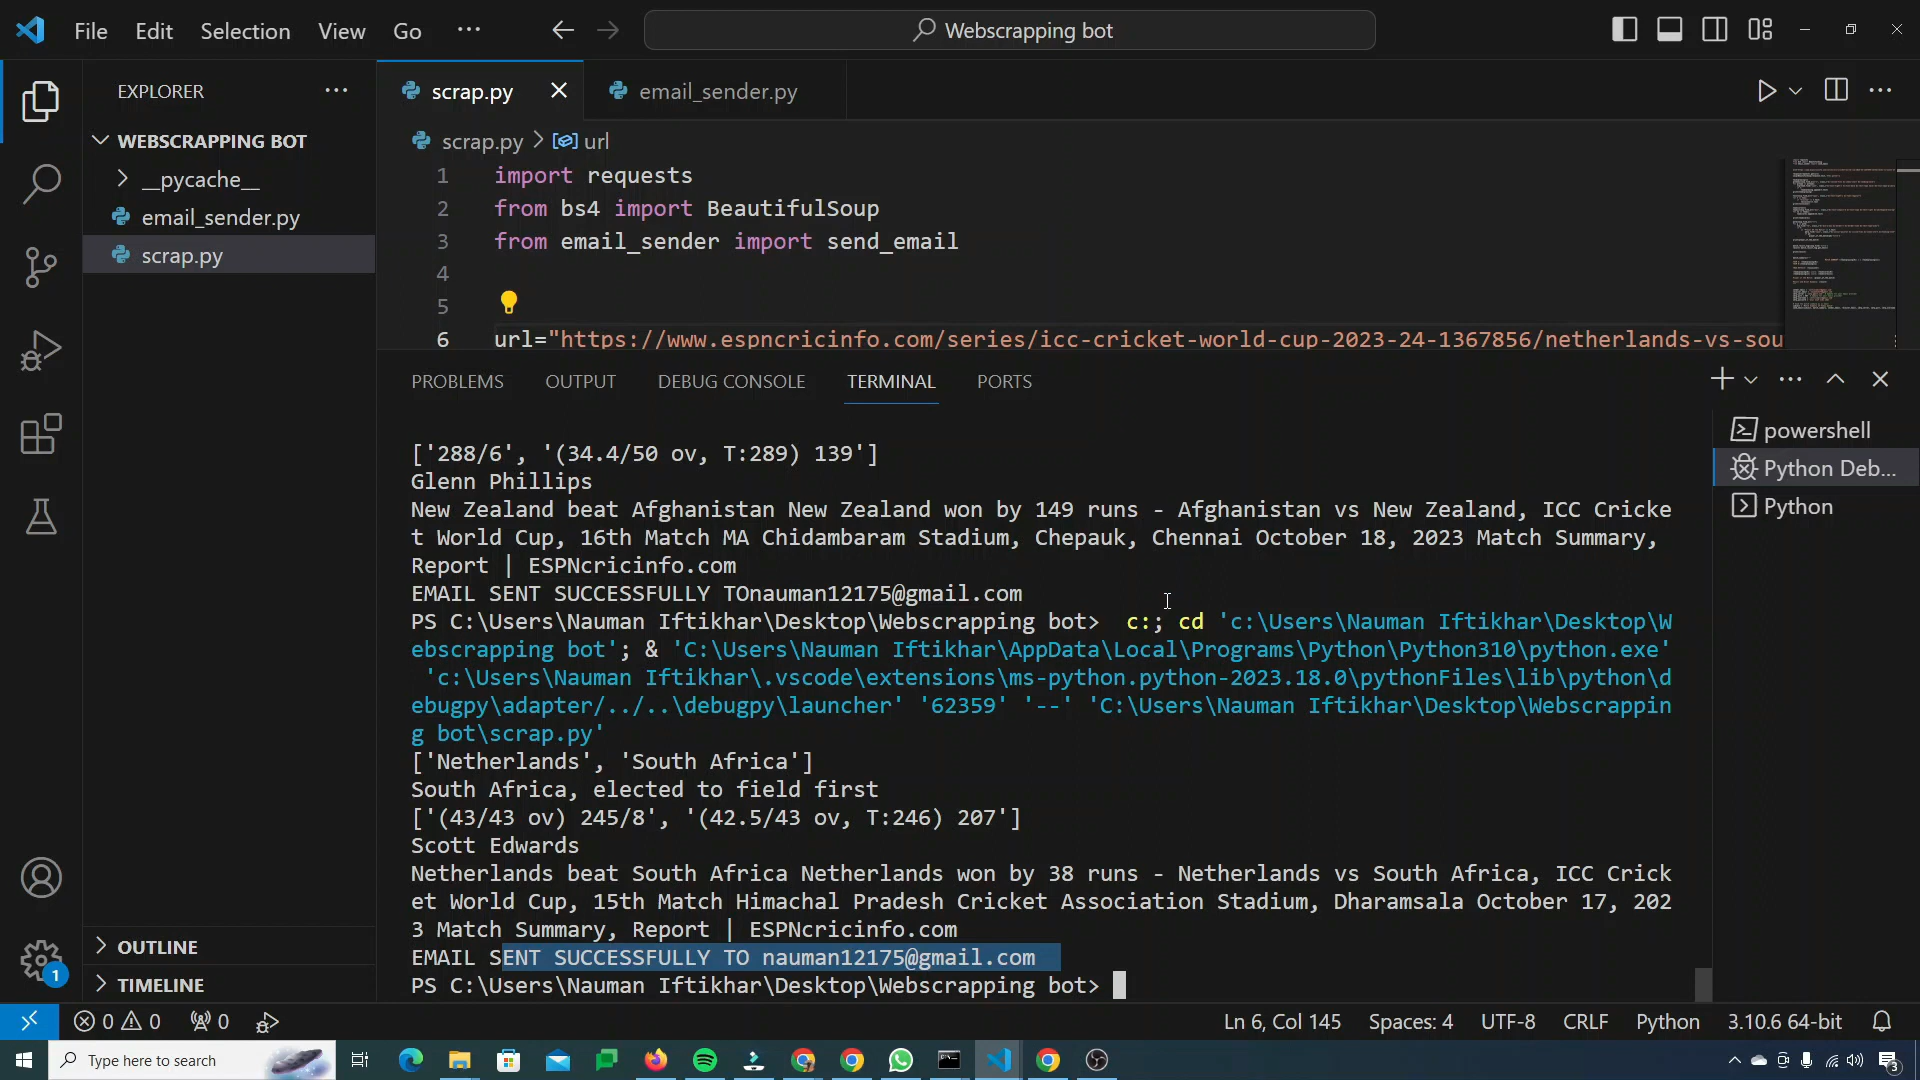 File Edit Selection View Go ··· Webscrapping bot
EXPLORER ···
scrap.py
email_sender.py
WEBSCRAPPING BOT
__pycache__
email_sender.py
scrap.py
scrap.py > url
1 import requests
2 from bs4 import BeautifulSoup
3 from email_sender import send_email
4
5
6 url="https://www.espncricinfo.com/series/icc-cricket-world-cup-2023-24-1367856/netherlands-vs-sou
PROBLEMS OUTPUT DEBUG CONSOLE TERMINAL PORTS
powershell
Python Deb...
Python
['288/6', '(34.4/50 ov, T:289) 139']
Glenn Phillips
New Zealand beat Afghanistan New Zealand won by 149 runs - Afghanistan vs New Zealand, ICC Cricke
t World Cup, 16th Match MA Chidambaram Stadium, Chepauk, Chennai October 18, 2023 Match Summary,
Report | ESPNcricinfo.com
EMAIL SENT SUCCESSFULLY TOnauman12175@gmail.com
PS C:\Users\Nauman Iftikhar\Desktop\Webscrapping bot>  c:; cd 'c:\Users\Nauman Iftikhar\Desktop\W
ebscrapping bot'; & 'C:\Users\Nauman Iftikhar\AppData\Local\Programs\Python\Python310\python.exe'
'c:\Users\Nauman Iftikhar\.vscode\extensions\ms-python.python-2023.18.0\pythonFiles\lib\python\d
ebugpy\adapter/../..\debugpy\launcher' '62359' '--' 'C:\Users\Nauman Iftikhar\Desktop\Webscrappin
g bot\scrap.py'
['Netherlands', 'South Africa']
South Africa, elected to field first
['(43/43 ov) 245/8', '(42.5/43 ov, T:246) 207']
Scott Edwards
Netherlands beat South Africa Netherlands won by 38 runs - Netherlands vs South Africa, ICC Crick
et World Cup, 15th Match Himachal Pradesh Cricket Association Stadium, Dharamsala October 17, 202
3 Match Summary, Report | ESPNcricinfo.com
EMAIL SENT SUCCESSFULLY TO nauman12175@gmail.com
PS C:\Users\Nauman Iftikhar\Desktop\Webscrapping bot>
OUTLINE
TIMELINE
1
0 0 0 Ln 6, Col 145 Spaces: 4 UTF-8 CRLF Python 3.10.6 64-bit
Type here to search
3